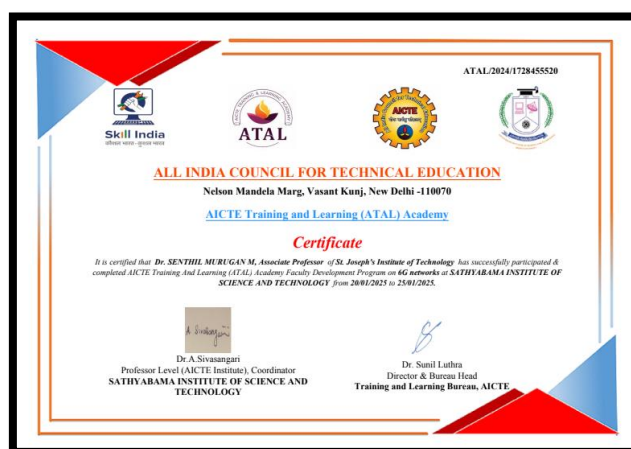 ATAL/2024/1728455520
Skill India
कौशल भारत - कुशल भारत
ATAL
AICTE
ALL INDIA COUNCIL FOR TECHNICAL EDUCATION
Nelson Mandela Marg, Vasant Kunj, New Delhi -110070
AICTE Training and Learning (ATAL) Academy
Certificate
It is certified that Dr. SENTHIL MURUGAN M, Associate Professor of St. Joseph's Institute of Technology has successfully participated &
completed AICTE Training And Learning (ATAL) Academy Faculty Development Program on 6G networks at SATHYABAMA INSTITUTE OF
SCIENCE AND TECHNOLOGY from 20/01/2025 to 25/01/2025.
Dr.A.Sivasangari
Professor Level (AICTE Institute), Coordinator
SATHYABAMA INSTITUTE OF SCIENCE AND
TECHNOLOGY
Dr. Sunil Luthra
Director & Bureau Head
Training and Learning Bureau, AICTE